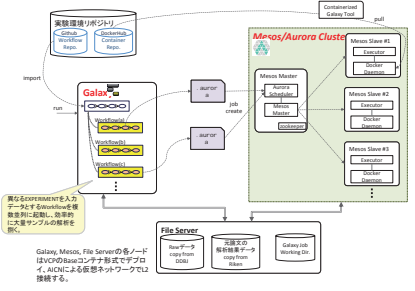 実験環境リポジトリ
Github
Workflow
Repo.
DockerHub
Container
Repo.
Containerized
Galaxy Tool
pull
import
run
Galax
Workflow(a)
Workflow(b)
Workflow(c)
異なるEXPERIMENTを入力
データとするWorkflowを複
数並列に起動し、効率的
に大量サンプルの解析を
捌く。
. auror
a
job
create
. auror
a
Mesos/Aurora Cluster
Mesos Master
Aurora
Scheduler
Mesos
Master
zookeeper
Mesos Slave #1
Executor
Docker
Daemon
Mesos Slave #2
Executor
Docker
Daemon
Mesos Slave #3
Executor
Docker
Daemon
File Server
Rawデータ
copy from
DDBJ
元論文の
解析結果データ
copy from
Riken
Galaxy Job
Working Dir.
Galaxy, Mesos, File Serverの各ノード
はVCPのBaseコンテナ形式でデプロ
イ、AICNによる仮想ネットワークでL2
接続する。